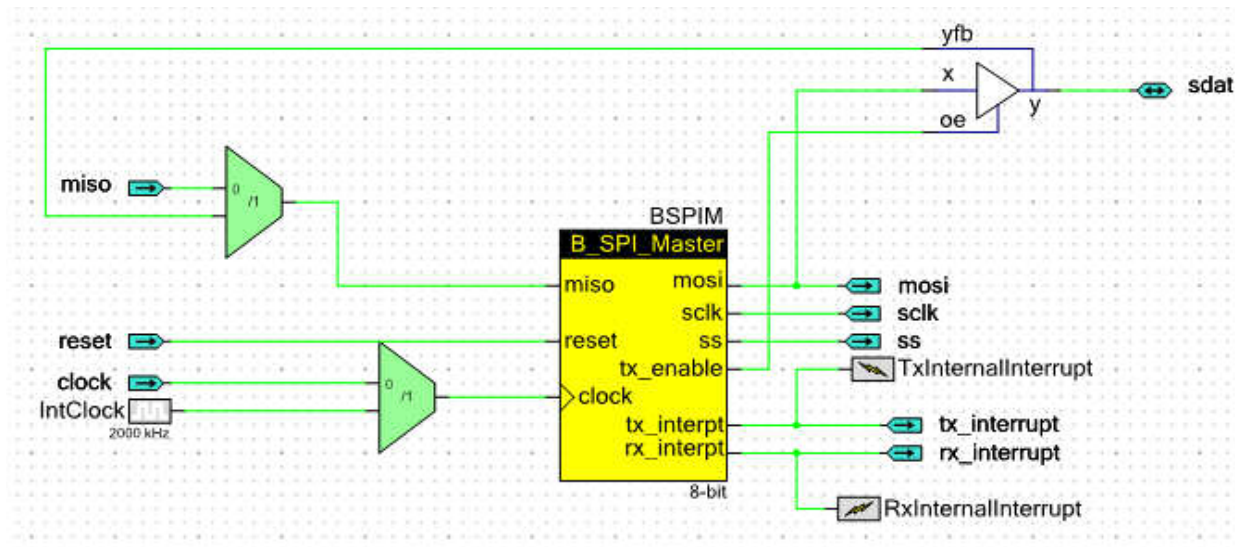 yfb
x
sdat
y
oe
miso
0
/1
BSPIM
B_SPI_Master
miso
mosi
mosi
sclk
sclk
reset
reset
ss
ss
tx_enable
TxInternalInterrupt
clock
0
/1
clock
IntClock
2000 kHz
tx_interpt
tx_interrupt
rx_interpt
rx_interrupt
8-bit
RxInternalInterrupt